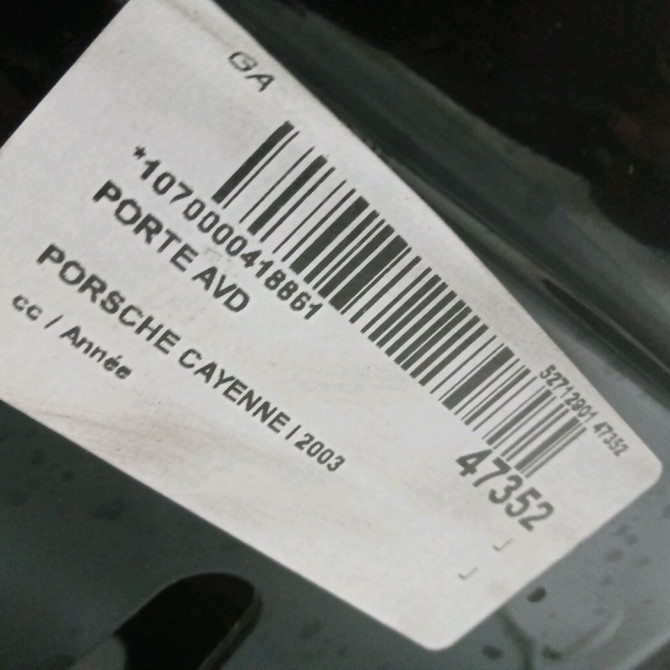 GA
*1070000418861
PORTE AVD
PORSCHE CAYENNE I 2003
cc / Année
52712901 47352
47352